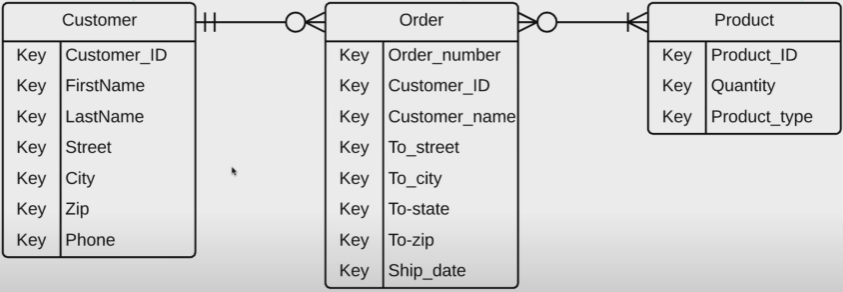 Customer
Key Customer_ID
Key FirstName
Key LastName
Key Street
Key City
Key Zip
Key Phone
Order
Key Order_number
Key Customer_ID
Key Customer_name
Key To_street
Key To_city
Key To-state
Key To-zip
Key Ship_date
Product
Key Product_ID
Key Quantity
Key Product_type